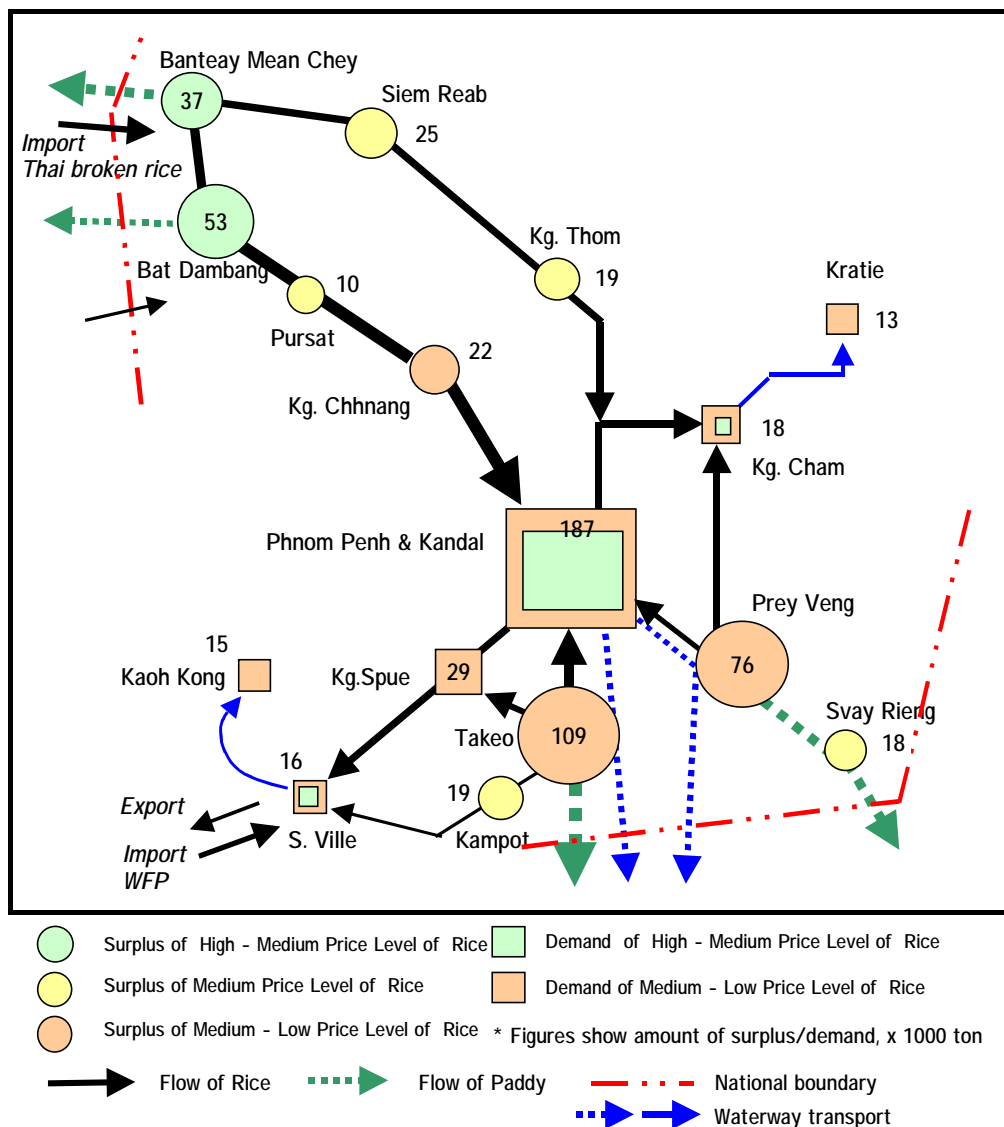 Banteay Mean Chey
37
Siem Reab
25
Import
Thai broken rice
53
Bat Dambang
10
Pursat
22
Kg. Chhnang
Kg. Thom
19
Kratie
13
18
Kg. Cham
187
Phnom Penh & Kandal
Prey Veng
76
15
Kaoh Kong
Kg.Spue
29
Svay Rieng
18
Takeo
109
16
19
Export
S. Ville
Kampot
Import
WFP
Surplus of High - Medium Price Level of Rice
Demand of High - Medium Price Level of Rice
Surplus of Medium Price Level of Rice
Demand of Medium - Low Price Level of Rice
Surplus of Medium - Low Price Level of Rice
* Figures show amount of surplus/demand, x 1000 ton
Flow of Rice
Flow of Paddy
National boundary
Waterway transport